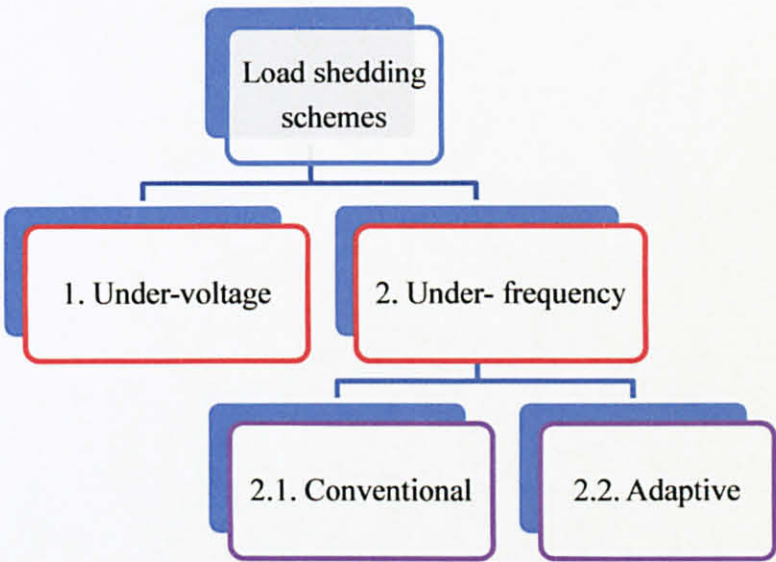 Load shedding
schemes
1. Under-voltage
2. Under- frequency
2.1. Conventional
2.2. Adaptive